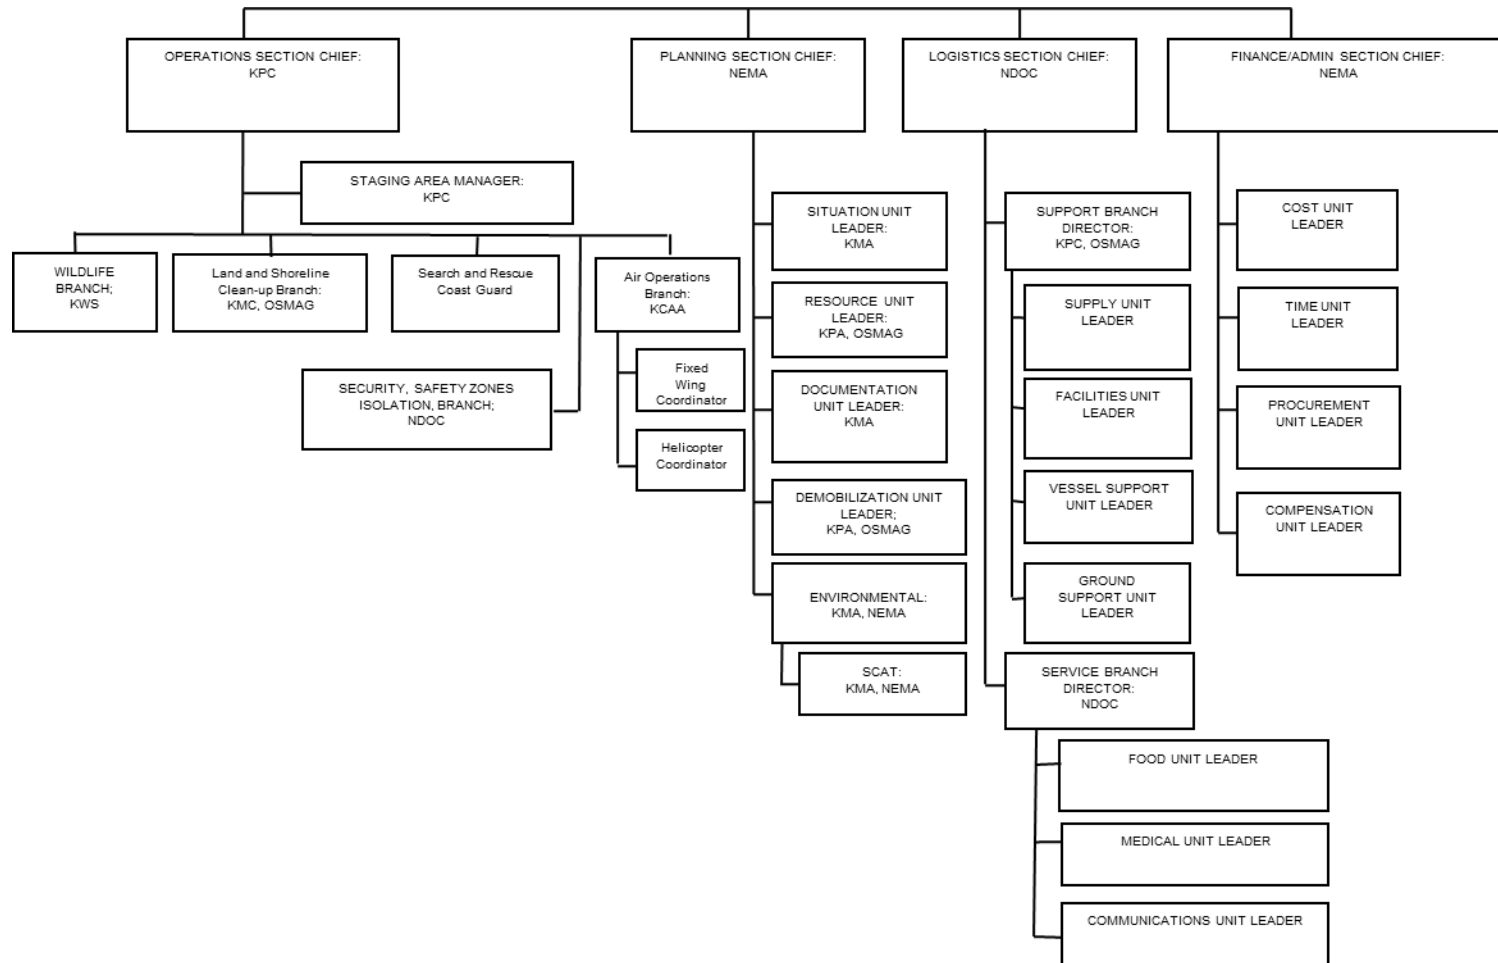 OPERATIONS SECTION CHIEF:
KPC
PLANNING SECTION CHIEF:
NEMA
LOGISTICS SECTION CHIEF:
NDOC
FINANCE/ADMIN SECTION CHIEF:
NEMA
STAGING AREA MANAGER:
KPC
WILDLIFE
BRANCH;
KWS
Land and Shoreline
Clean-up Branch:
KMC, OSMAG
Search and Rescue
Coast Guard
Air Operations
Branch:
KCAA
Fixed
Wing
Coordinator
Helicopter
Coordinator
SECURITY, SAFETY ZONES
ISOLATION, BRANCH;
NDOC
SITUATION UNIT
LEADER:
KMA
RESOURCE UNIT
LEADER:
KPA, OSMAG
DOCUMENTATION
UNIT LEADER:
KMA
DEMOBILIZATION UNIT
LEADER;
KPA, OSMAG
ENVIRONMENTAL:
KMA, NEMA
SCAT:
KMA, NEMA
SUPPORT BRANCH
DIRECTOR:
KPC, OSMAG
SUPPLY UNIT
LEADER
FACILITIES UNIT
LEADER
VESSEL SUPPORT
UNIT LEADER
GROUND
SUPPORT UNIT
LEADER
SERVICE BRANCH
DIRECTOR:
NDOC
FOOD UNIT LEADER
MEDICAL UNIT LEADER
COMMUNICATIONS UNIT LEADER
COST UNIT
LEADER
TIME UNIT
LEADER
PROCUREMENT
UNIT LEADER
COMPENSATION
UNIT LEADER